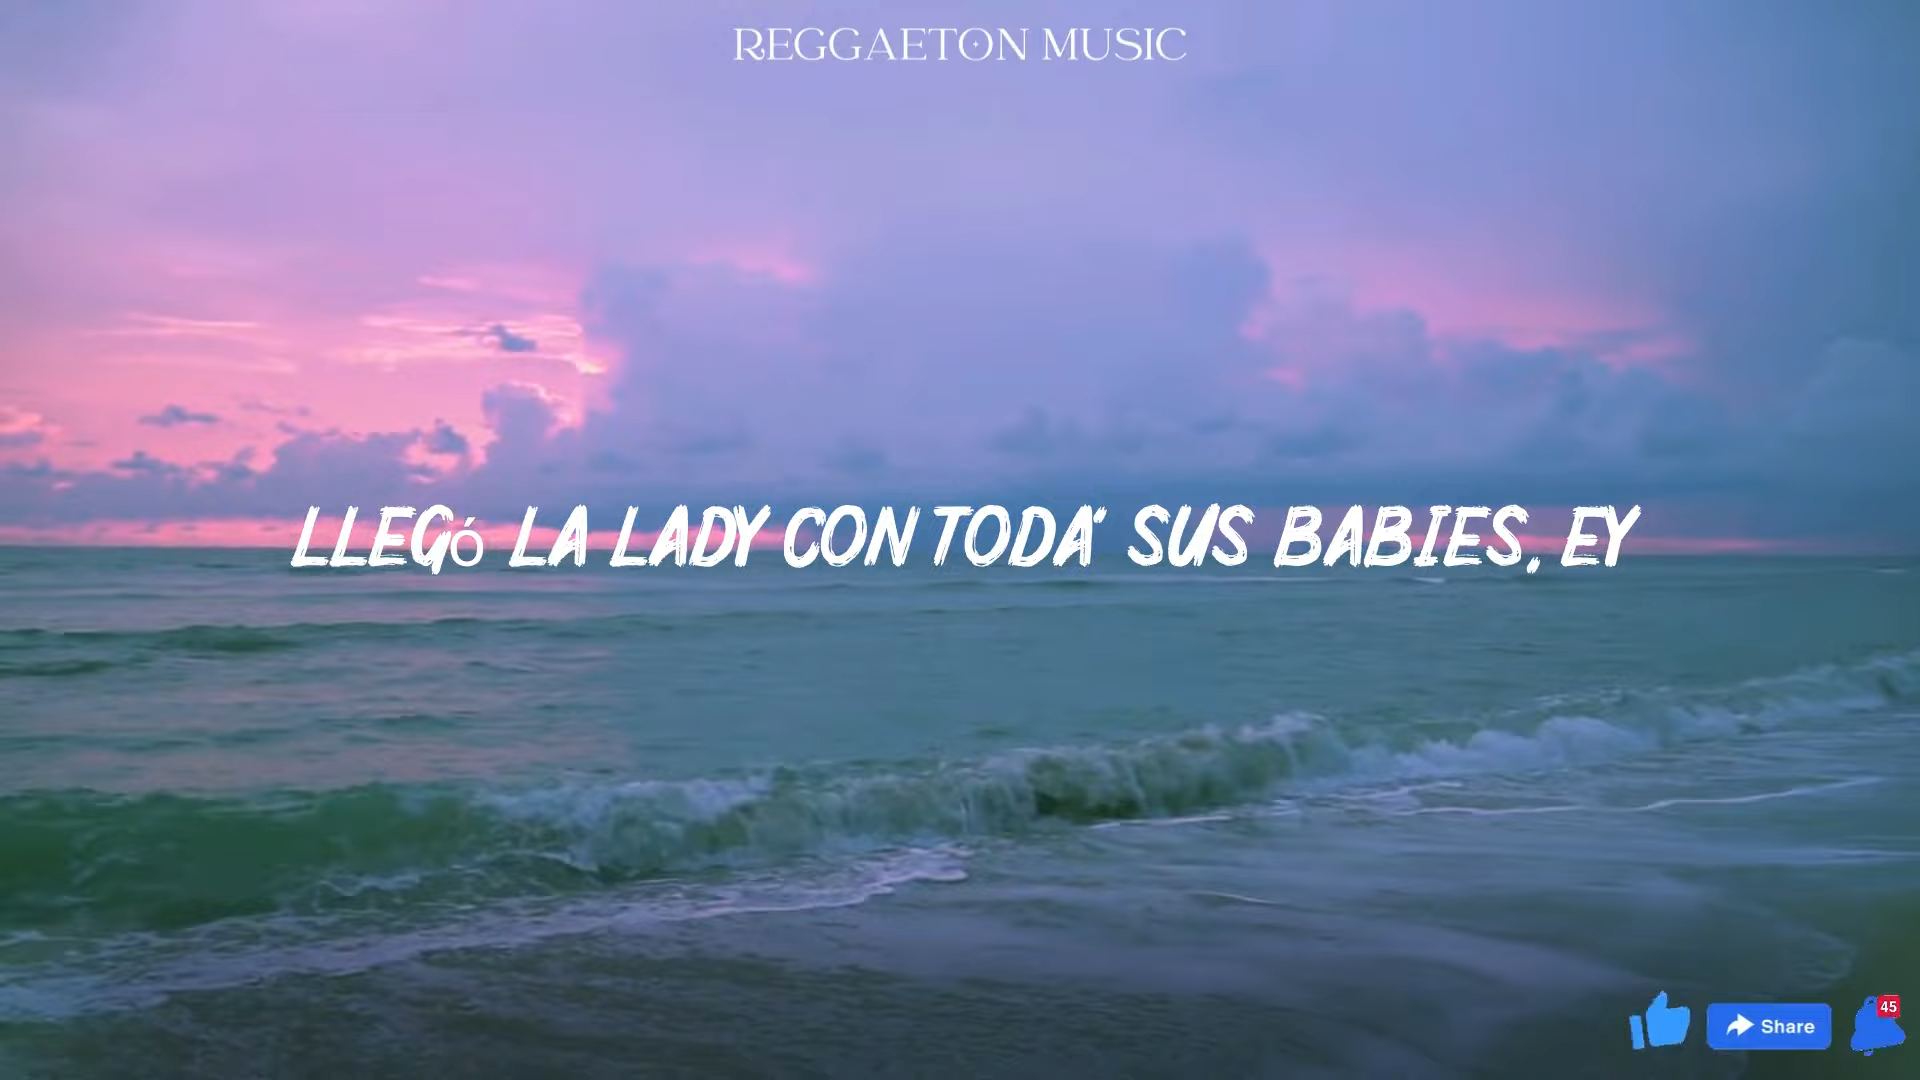 REGGAETON MUSIC
LLEGó LA LADY CON TODA' SUS BABIES, EY
Share
45